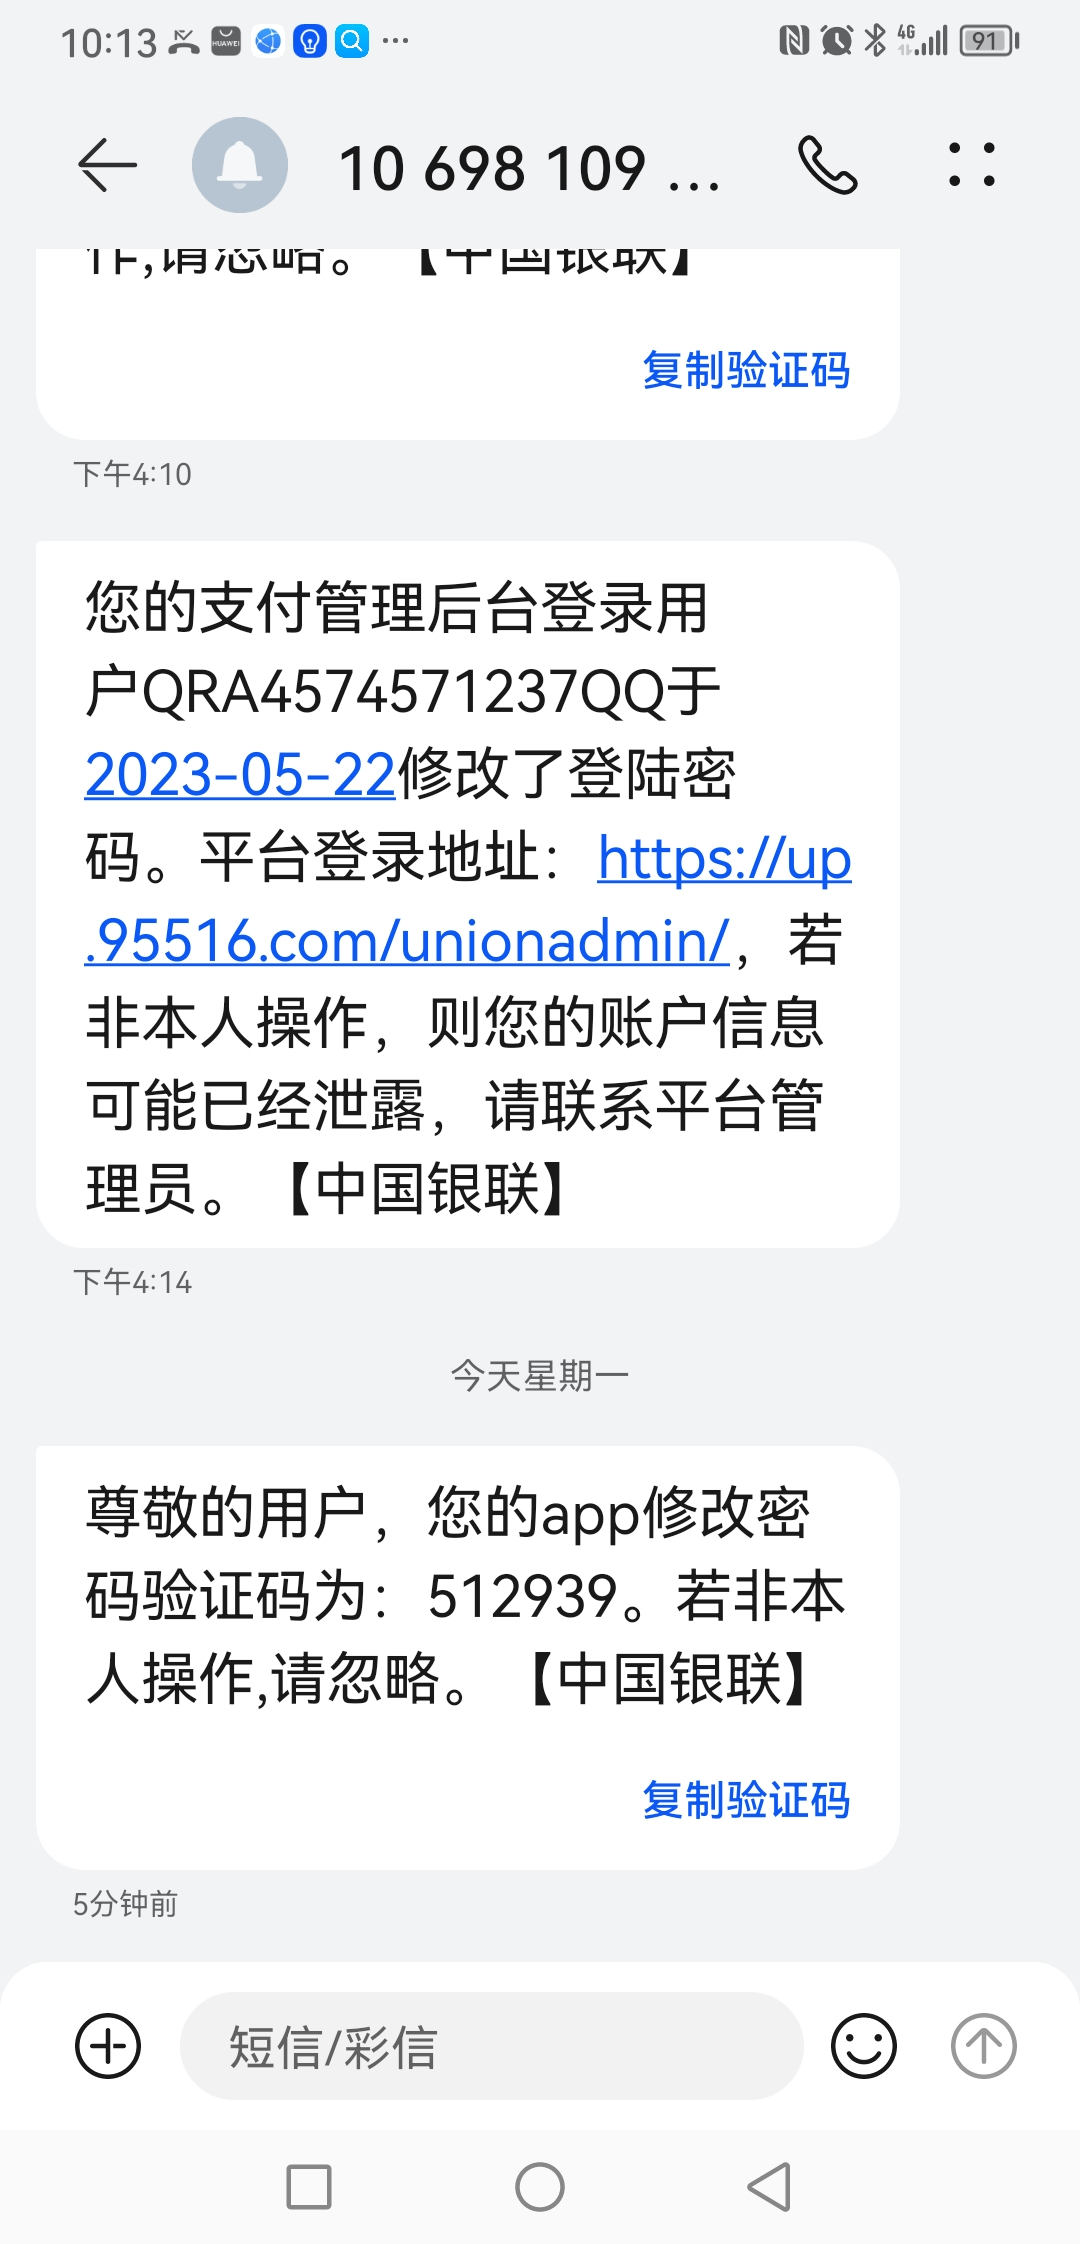 10:13
HUAWEI
4G
91
10 698 109 ...
作,请忽略。【中国银联】
复制验证码
下午4:10
您的支付管理后台登录用
户QRA4574571237QQ于
2023-05-22修改了登陆密
码。平台登录地址：https://up
.95516.com/unionadmin/，若
非本人操作，则您的账户信息
可能已经泄露，请联系平台管
理员。【中国银联】
下午4:14
今天星期一
尊敬的用户，您的app修改密
码验证码为：512939。若非本
人操作,请忽略。【中国银联】
复制验证码
5分钟前
短信/彩信